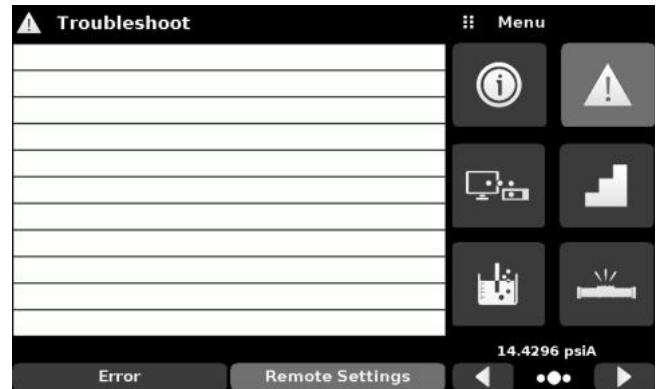 Troubleshoot
Menu
14.4296 psiA
Error
Remote Settings